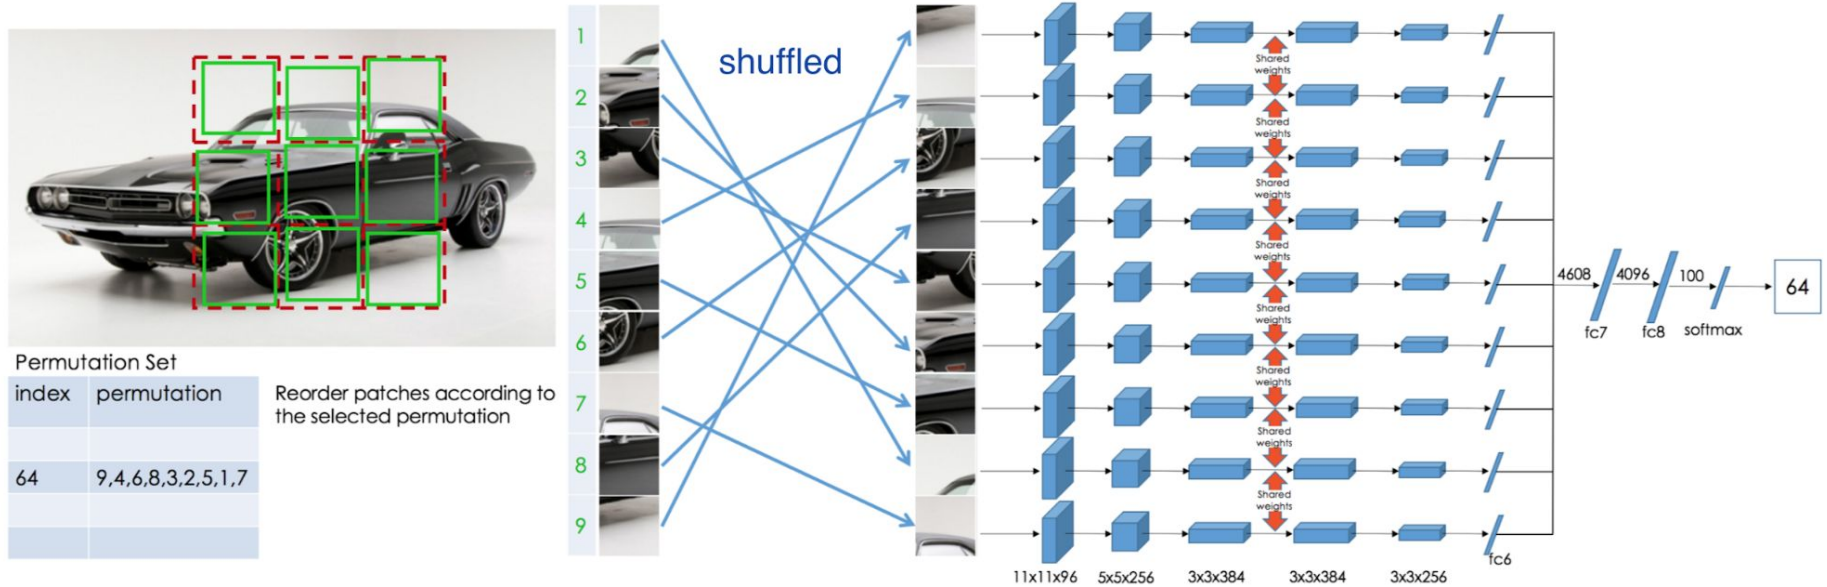 Permutation Set
index permutation
64 9,4,6,8,3,2,5,1,7
Reorder patches according to
the selected permutation
1
2
3
4
5
6
7
8
9
shuffled
Shared
weights
Shared
weights
Shared
weights
Shared
weights
Shared
weights
Shared
weights
Shared
weights
Shared
weights
11x11x96 5x5x256 3x3x384 3x3x384 3x3x256
fc6
4608
fc7
4096
fc8
100
softmax
64